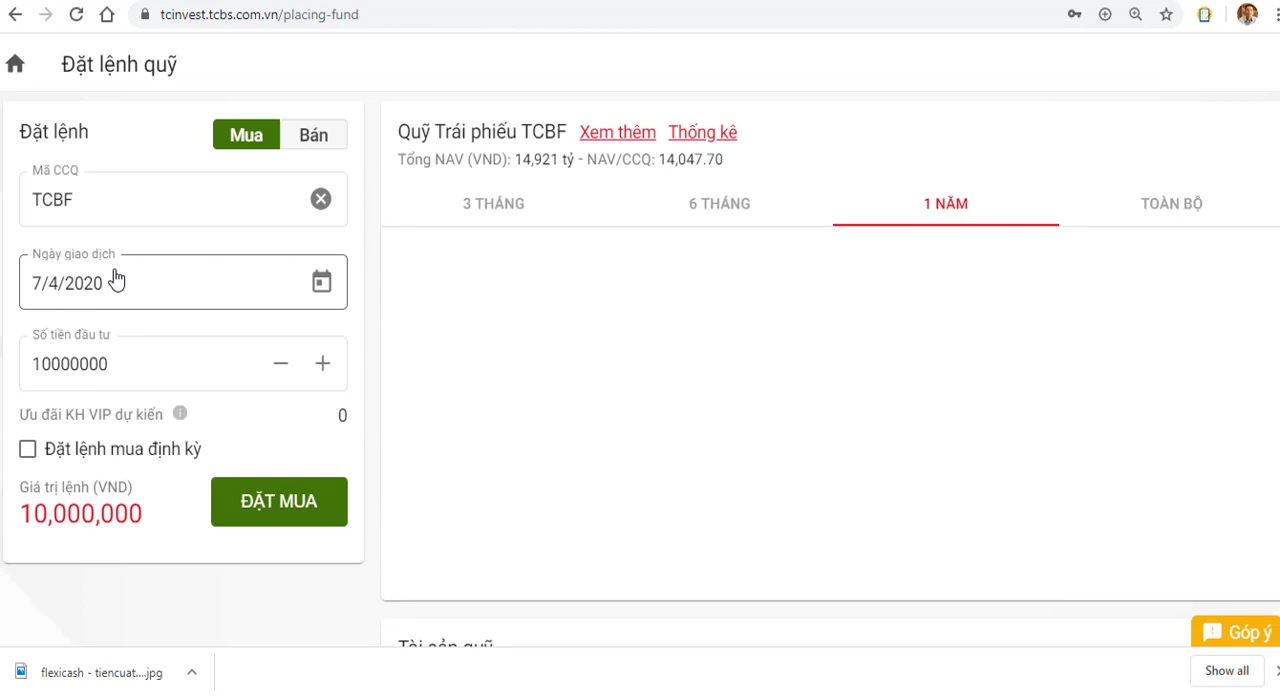 tcinvest.tcbs.com.vn/placing-fund
Đặt lệnh quỹ
Đặt lệnh
Mua
Bán
Mã CCQ
TCBF
Ngày giao dịch
7/4/2020
Số tiền đầu tư
10000000
Ưu đãi KH VIP dự kiến
0
Đặt lệnh mua định kỳ
Giá trị lệnh (VND)
10,000,000
ĐẶT MUA
Quỹ Trái phiếu TCBF Xem thêm Thống kê
Tổng NAV (VND): 14,921 tỷ - NAV/CCQ: 14,047.70
3 THÁNG
6 THÁNG
1 NĂM
TOÀN BỘ
Tài sản quỹ
Góp ý
flexicash - tiencuat....jpg
Show all